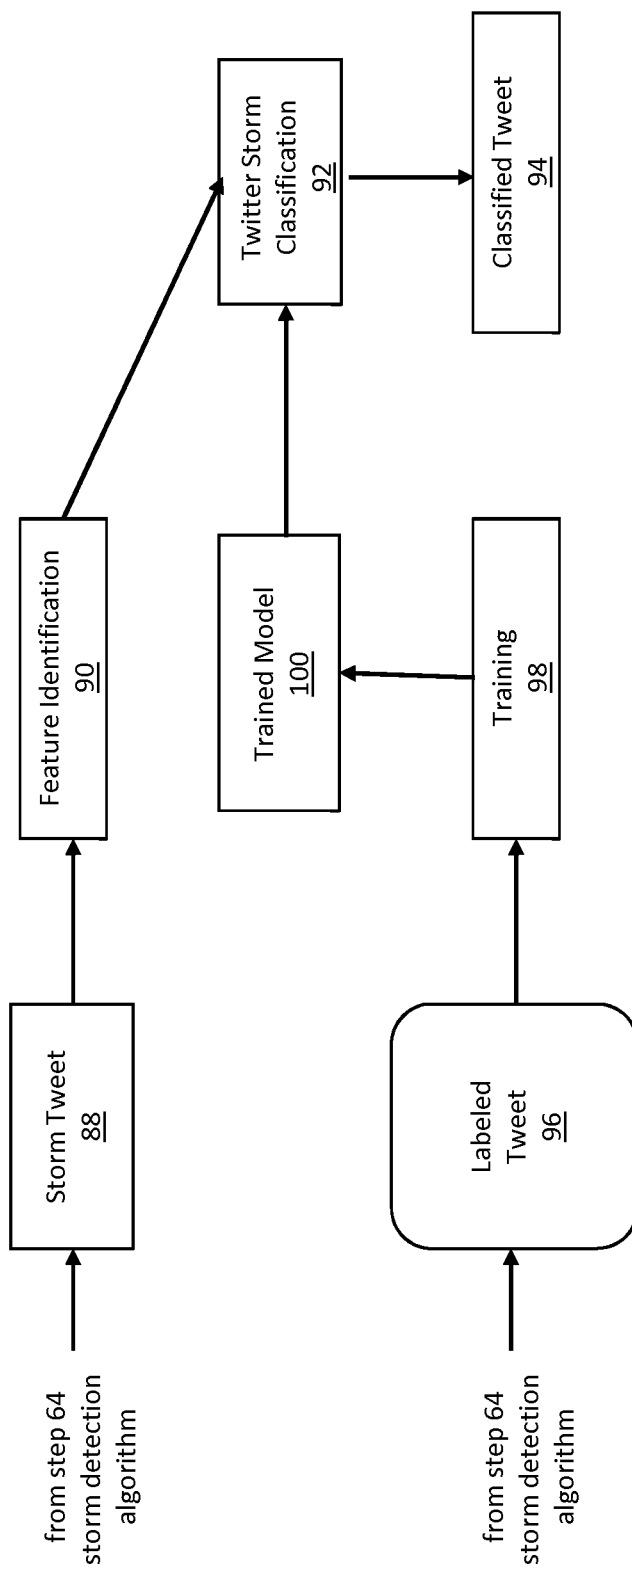 from step 64
storm detection
algorithm
Storm Tweet
88
Feature Identification
90
Twitter Storm
Classification
92
Trained Model
100
from step 64
storm detection
algorithm
Labeled
Tweet
96
Training
98
Classified Tweet
94